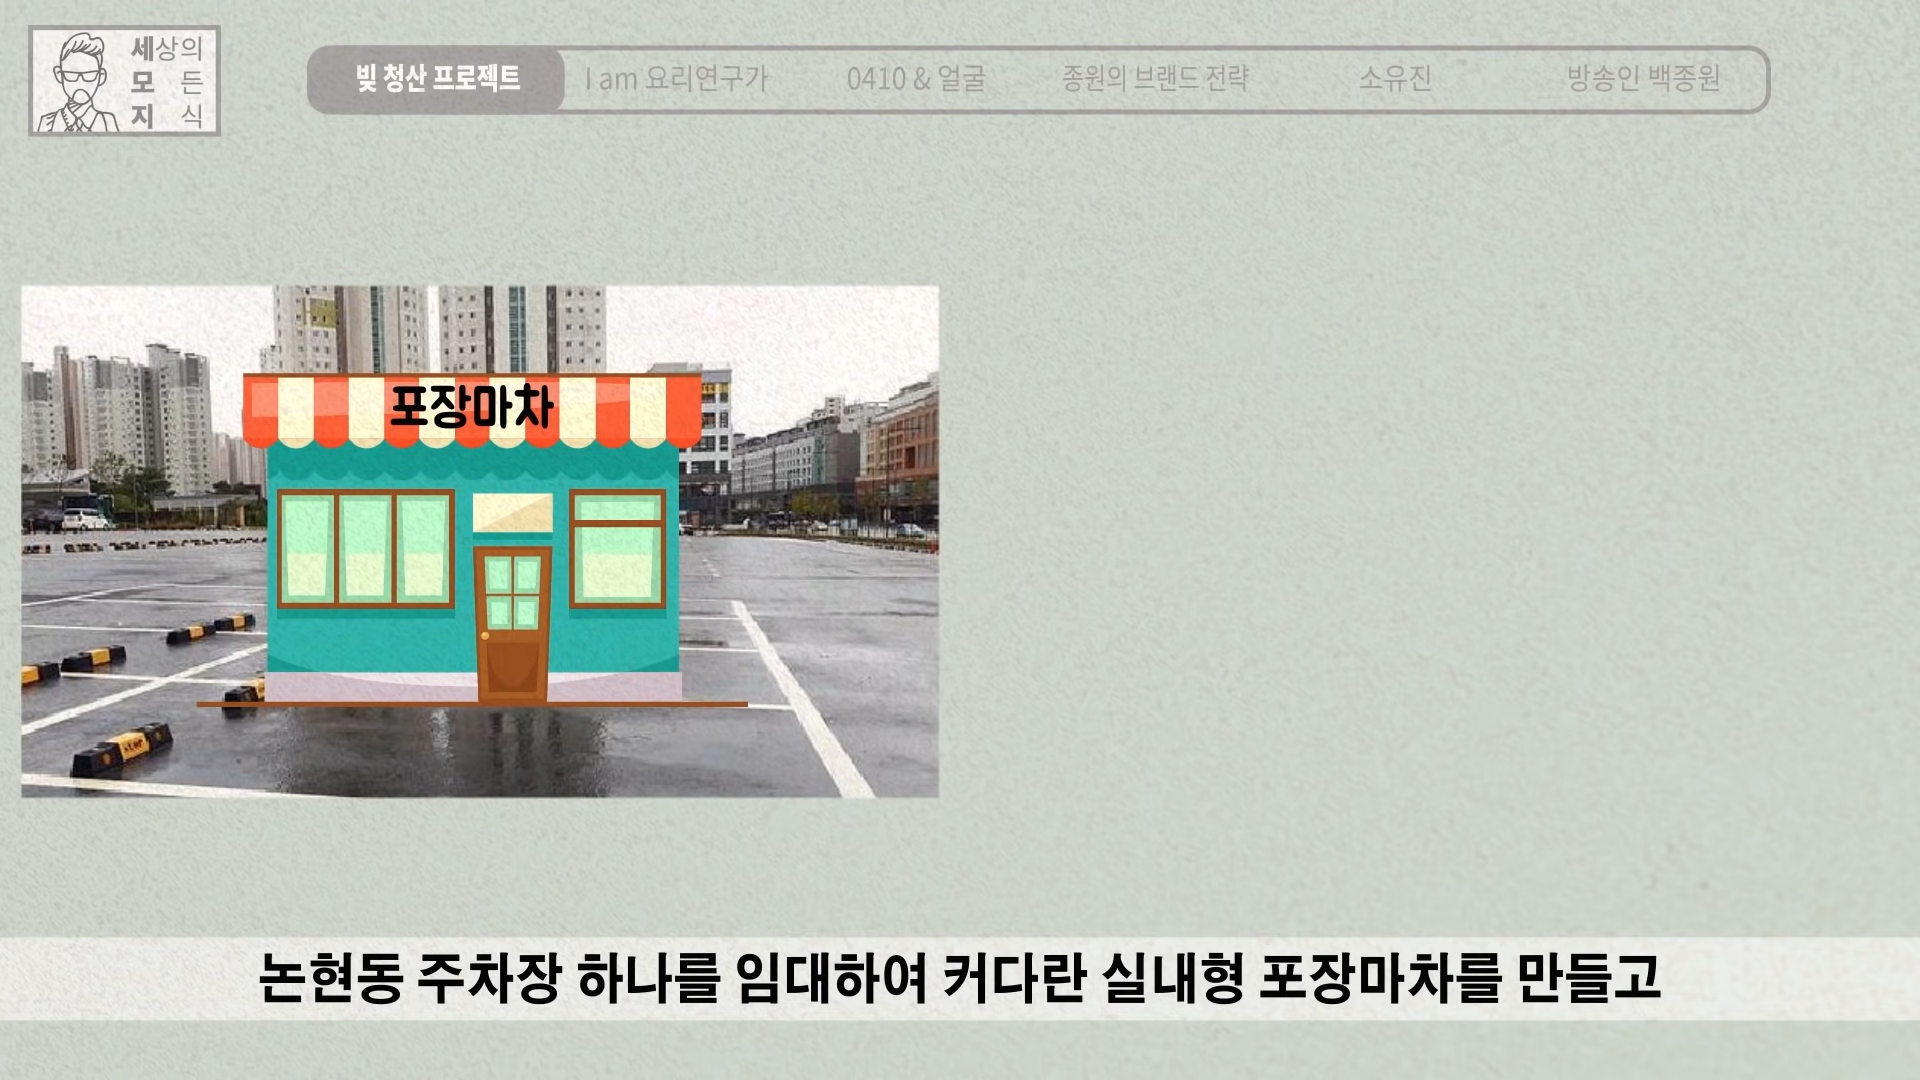 세상의
모든
지식
빚 청산 프로젝트
I am 요리연구가
0410 & 얼굴
종원의 브랜드 전략
소유진
방송인 백종원
포장마차
논현동 주차장 하나를 임대하여 커다란 실내형 포장마차를 만들고